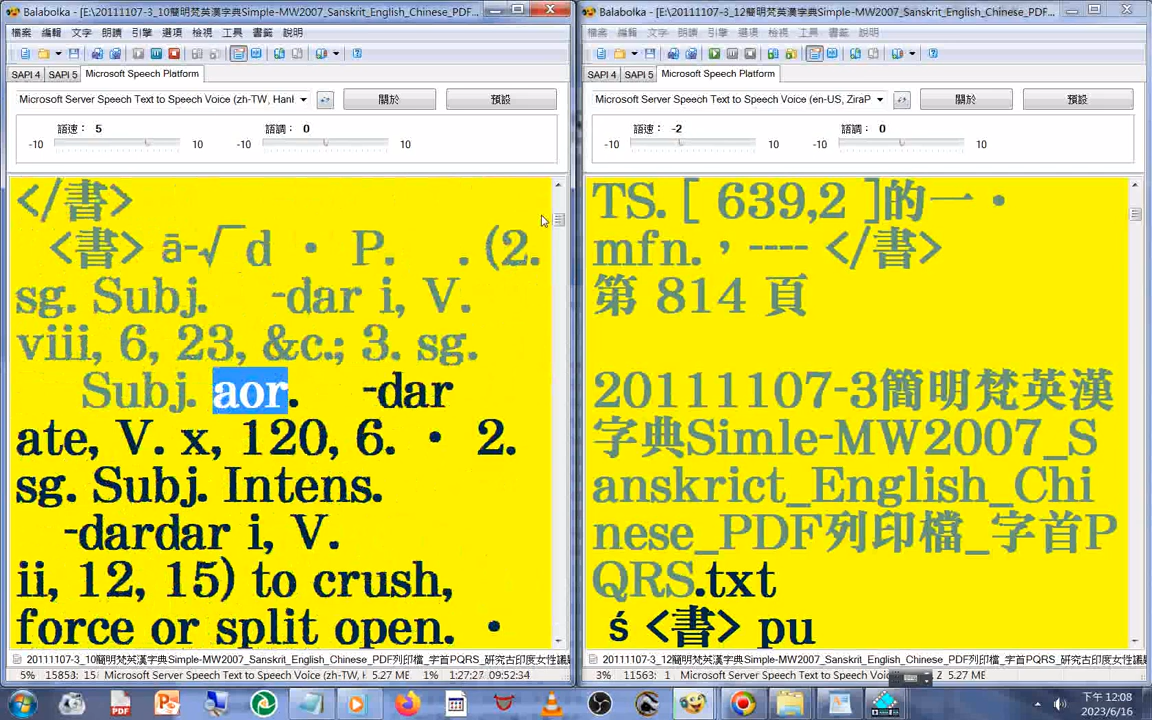 Balabolka - [E:\20111107-3_10簡明梵英漢字典Simple-MW2007_Sanskrit_English_Chinese_PDF...
檔案 編輯 文字 朗讀 引擎 選項 檢視 工具 書籤 說明
SAPI 4 SAPI 5 Microsoft Speech Platform
Microsoft Server Speech Text to Speech Voice (zh-TW, HanI
關於 預設
語速： 5 語調： 0
-10 10 -10 10
</書>
<書> ā-√ d • P. . (2.
sg. Subj. -dar i, V.
viii, 6, 23, &c.; 3. sg.
Subj. aor. -dar
ate, V. x, 120, 6. • 2.
sg. Subj. Intens.
-dardar i, V.
ii, 12, 15) to crush,
force or split open. •
20111107-3_10簡明梵英漢字典Simple-MW2007_Sanskrit_English_Chinese_PDF列印檔_字首PQRS_研究古印度女性議
5% 15853: 15 Microsoft Server Speech Text to Speech Voice (zh-TW, 5.27 MB 1% 1:27:27 09:52:34
Balabolka - [E:\20111107-3_12簡明梵英漢字典Simple-MW2007_Sanskrit_English_Chinese_PDF...
檔案 編輯 文字 朗讀 引擎 選項 檢視 工具 書籤 說明
SAPI 4 SAPI 5 Microsoft Speech Platform
Microsoft Server Speech Text to Speech Voice (en-US, ZiraP
關於 預設
語速： -2 語調： 0
-10 10 -10 10
TS. [ 639,2 ]的一•
mfn.，---- </書>
第 814 頁
20111107-3簡明梵英漢
字典Simle-MW2007_S
anskrict_English_Chi
nese_PDF列印檔_字首P
QRS.txt
ś <書> pu
20111107-3_12簡明梵英漢字典Simple-MW2007_Sanskrit_English_Chinese_PDF列印檔_字首PQRS_研究古印度女性議
3% 11563: 1 Microsoft Server Speech Text to Speech Voice 5.27 MB
下午 12:08
2023/6/16